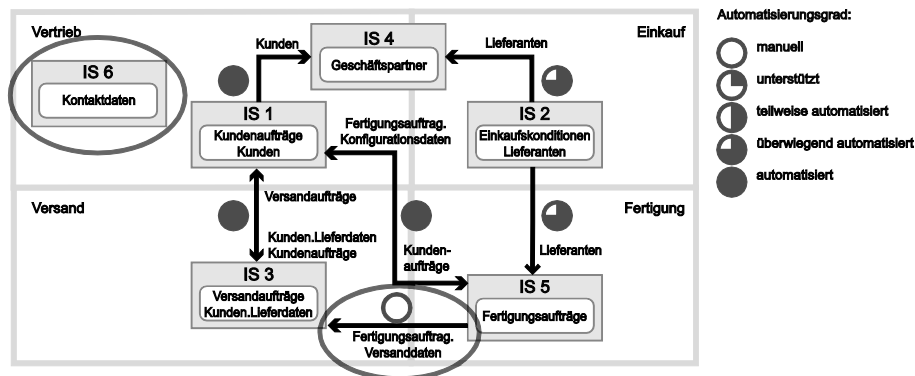 Vertrieb
Einkauf
IS 6
Kontaktdaten
Kunden
IS 4
Geschäftspartner
Lieferanten
IS 1
Kundenaufträge
Kunden
Fertigungsauftrag.
Konfigurationsdaten
IS 2
Einkaufskonditionen
Lieferanten
Versand
Fertigung
Versandaufträge
Kunden.Lieferdaten
Kundenaufträge
Kunden-
aufträge
Lieferanten
IS 3
Versandaufträge
Kunden.Lieferdaten
IS 5
Fertigungsaufträge
Fertigungsauftrag.
Versanddaten
Automatisierungsgrad:
manuell
unterstützt
teilweise automatisiert
überwiegend automatisiert
automatisiert